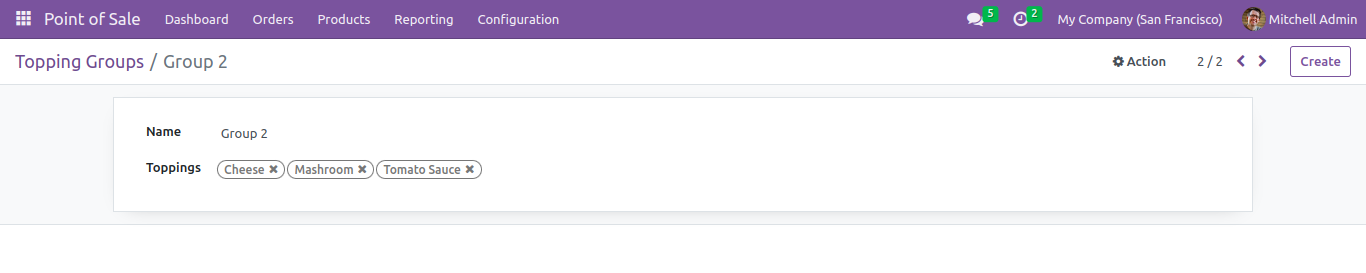 Point of Sale Dashboard Orders Products Reporting Configuration 5 2 My Company (San Francisco) Mitchell Admin
Topping Groups / Group 2 Action 2 / 2 Create
Name Group 2
Toppings Cheese Mashroom Tomato Sauce